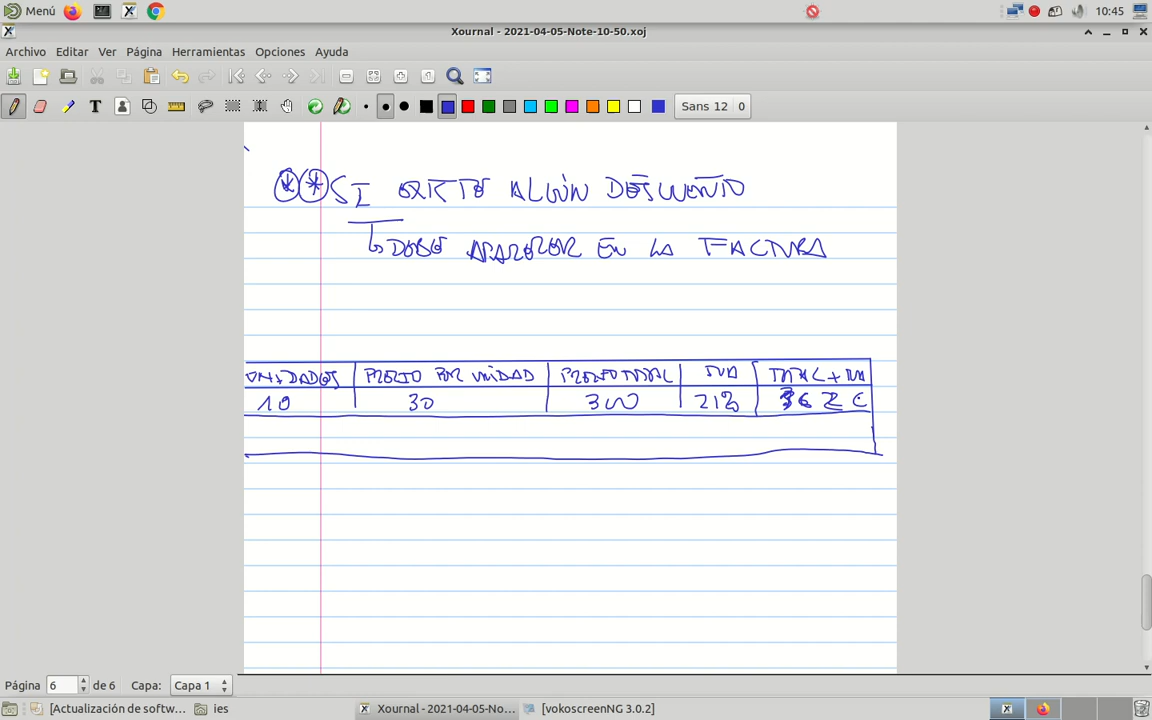 Menú 10:45
Xournal - 2021-04-05-Note-10-50.xoj
Archivo Editar Ver Página Herramientas Opciones Ayuda
T Sans 12 0
** SI EXISTE ALGÚN DESCUENTO
DEBE APARECER EN LA FACTURA
UNIDADES PRECIO POR UNIDAD PRECIO TOTAL IVA TOTAL + IVA
10 30 300 21% 362 €
Página 6 de 6 Capa: Capa 1
[Actualización de softw... ies Xournal - 2021-04-05-No... [vokoscreenNG 3.0.2]